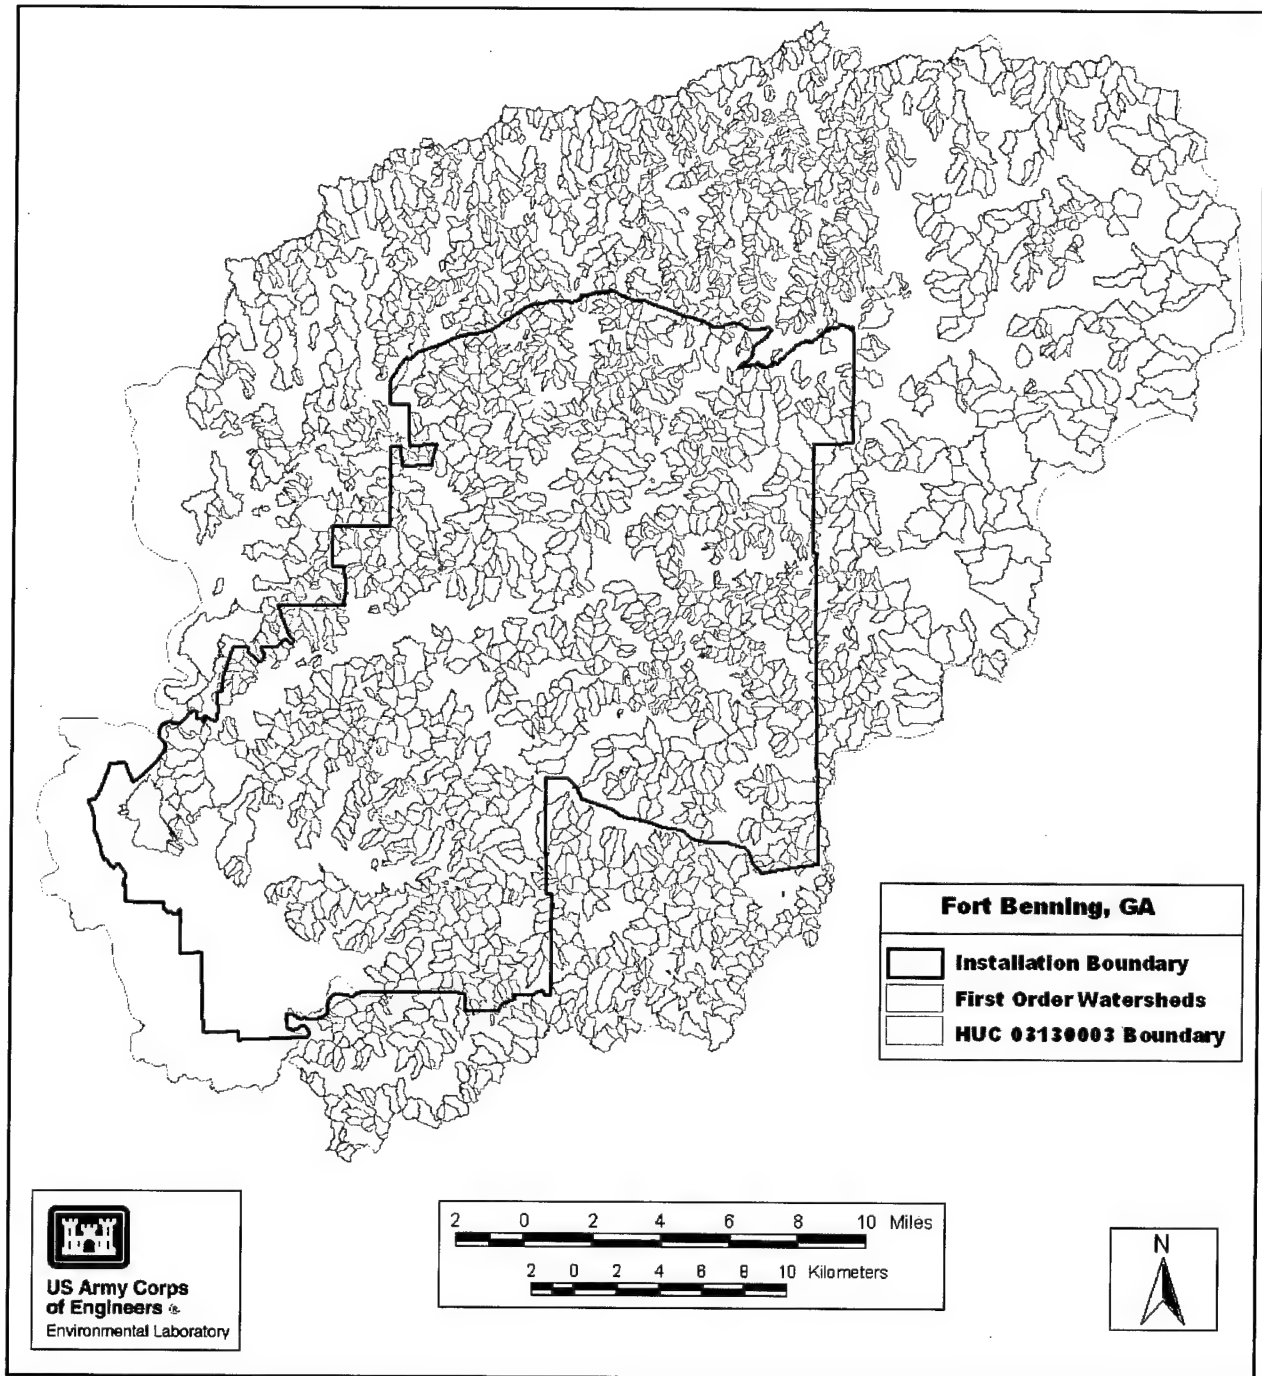 Fort Benning, GA
Installation Boundary
First Order Watersheds
HUC 03130003 Boundary
US Army Corps
of Engineers ®
Environmental Laboratory
2 0 2 4 6 8 10 Miles
2 0 2 4 6 8 10 Kilometers
N